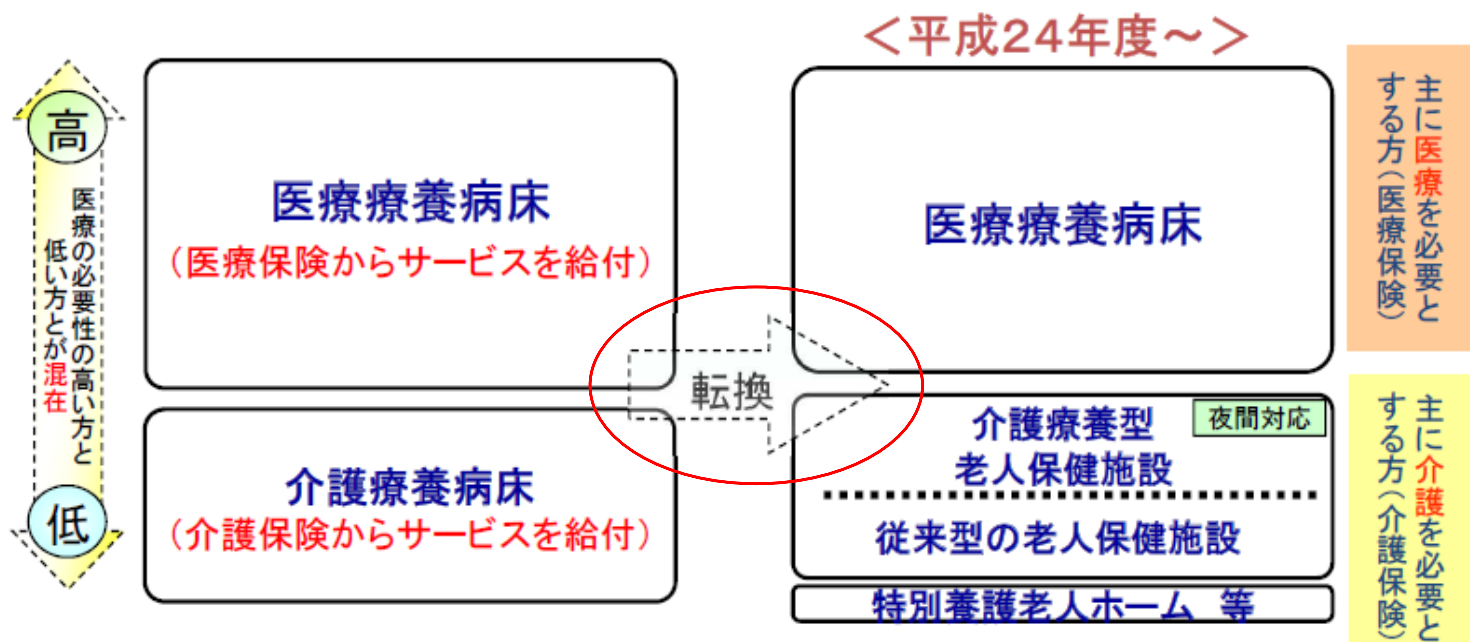 ＜平成24年度～＞
高
医療の必要性の高い方と
低い方とが混在
低
医療療養病床
（医療保険からサービスを給付）
介護療養病床
（介護保険からサービスを給付）
転換
医療療養病床
介護療養型
老人保健施設
夜間対応
従来型の老人保健施設
特別養護老人ホーム 等
主に医療を必要と
する方（医療保険）
主に介護を必要と
する方（介護保険）